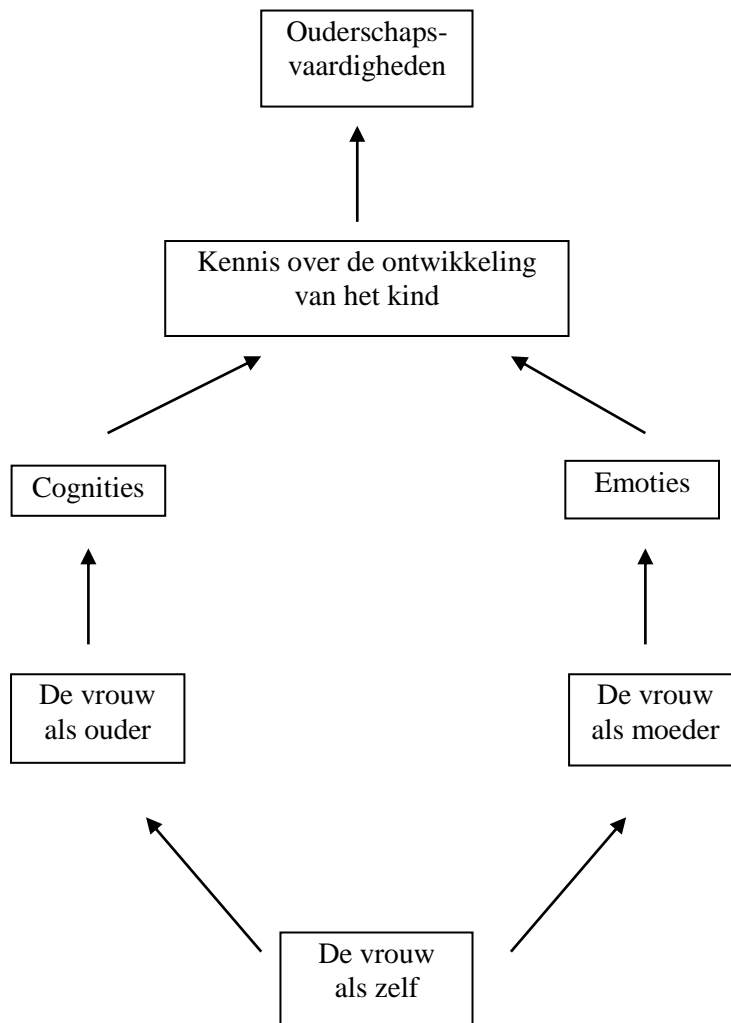 Ouderschaps-
vaardigheden
Kennis over de ontwikkeling
van het kind
Cognities
Emoties
De vrouw
als ouder
De vrouw
als moeder
De vrouw
als zelf